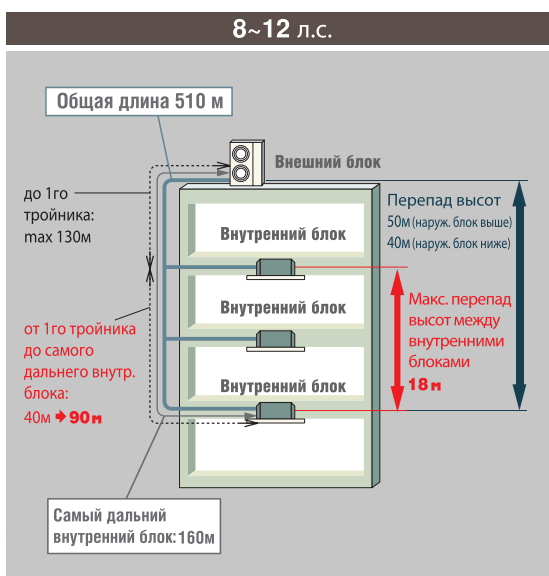 8~12 л.с.
Общая длина 510 м
Внешний блок
до 1го
тройника:
max 130м
Перепад высот
50м (наруж. блок выше)
40м (наруж. блок ниже)
Внутренний блок
Внутренний блок
Макс. перепад
высот между
внутренними
блоками
18м
от 1го тройника
до самого
дальнего внутр.
блока:
40м 90м
Внутренний блок
Самый дальний
внутренний блок:160м